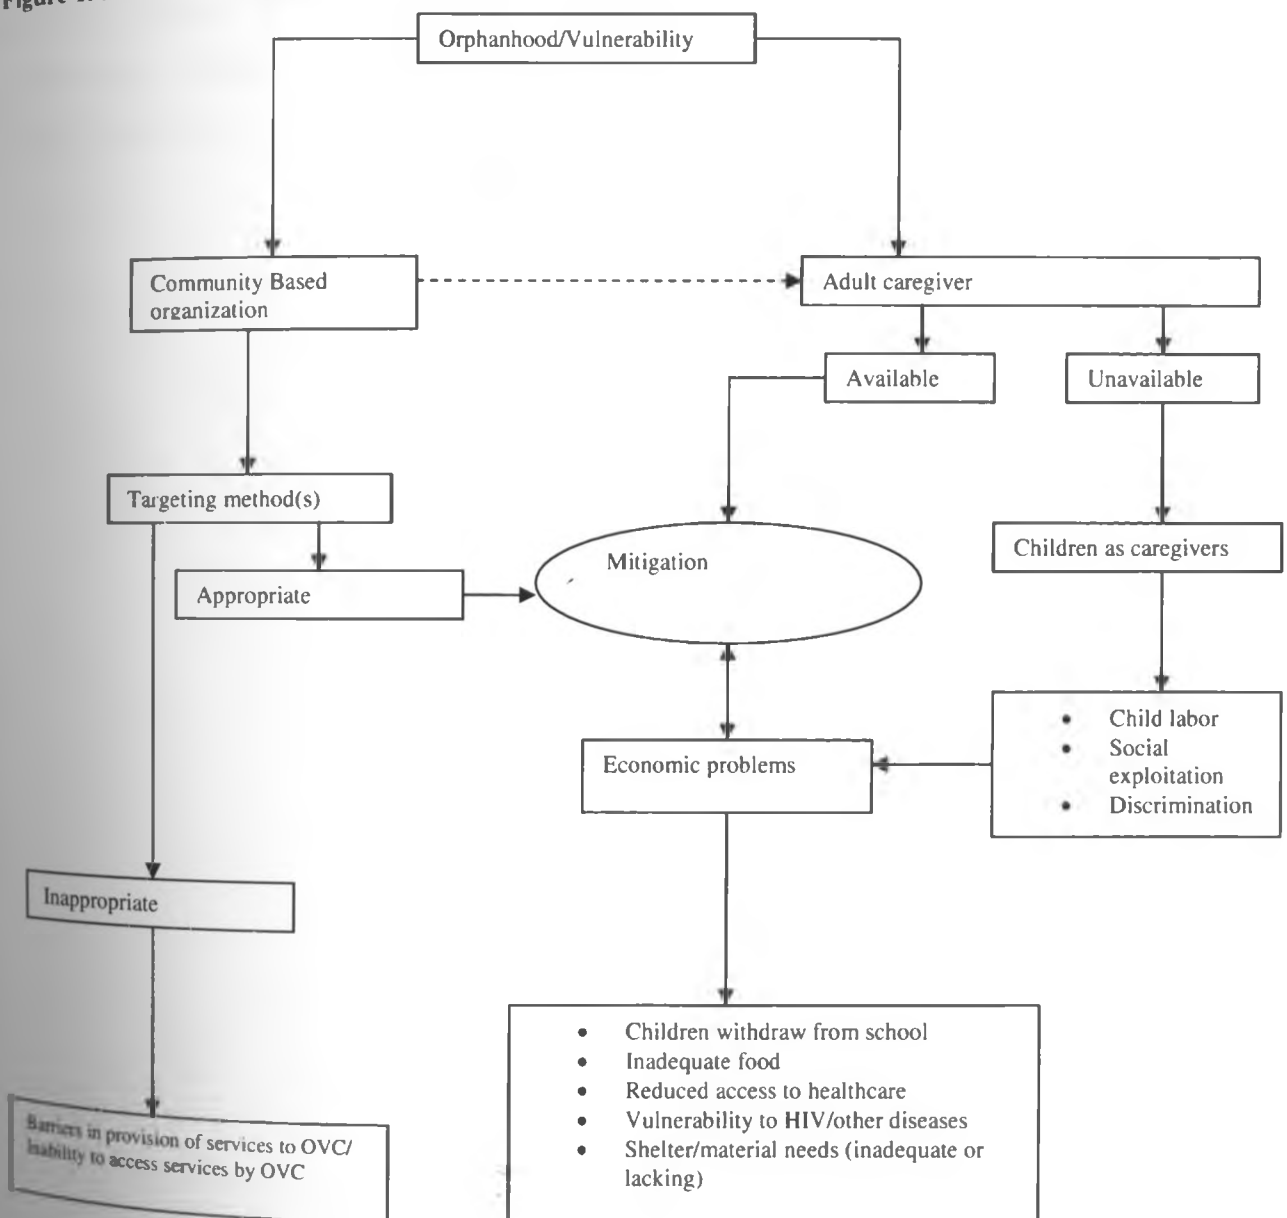 Figure
Orphanhood/Vulnerability
Community Based
organization
Adult caregiver
Available
Unavailable
Targeting method(s)
Appropriate
Mitigation
Children as caregivers
• Child labor
• Social
exploitation
• Discrimination
Economic problems
Inappropriate
• Children withdraw from school
• Inadequate food
• Reduced access to healthcare
• Vulnerability to HIV/other diseases
• Shelter/material needs (inadequate or
lacking)
Barriers in provision of services to OVC/
Inability to access services by OVC